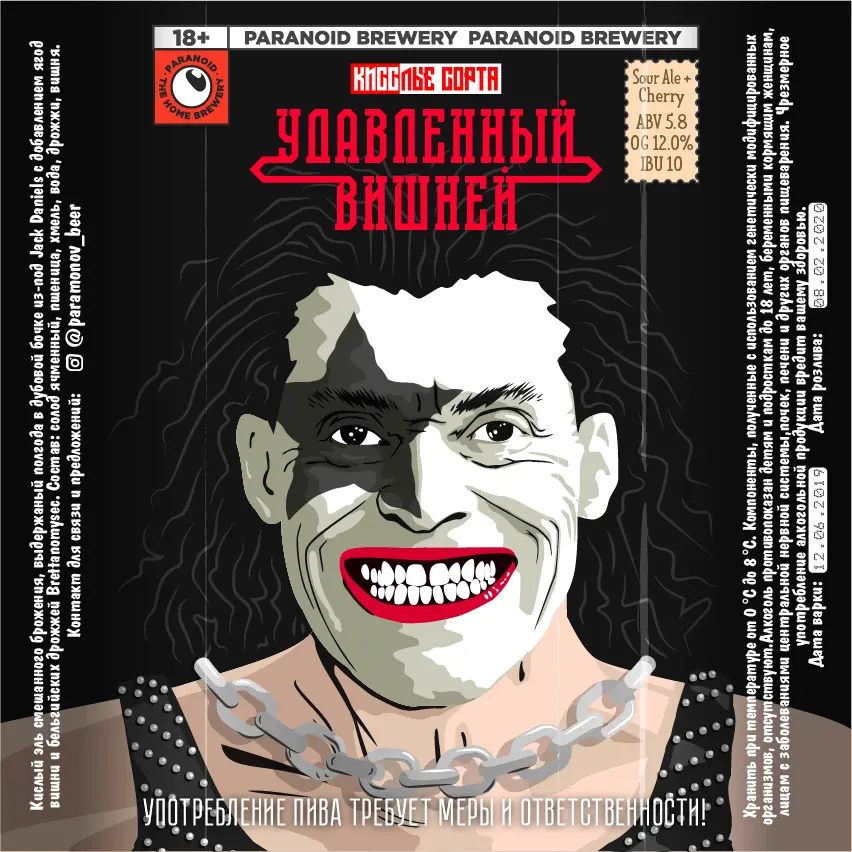 18+
PARANOID BREWERY PARANOID BREWERY
PARANOID
THE HOME BREWERY
КИССЛЫЕ СОРТА
УДАВЛЕННЫЙ
ВИШНЕЙ
Sour Ale +
Cherry
ABV 5.8
OG 12.0%
IBU 10
Кислый эль смешанного брожения, выдержаный полгода в дубовой бочке из-под Jack Daniels с добавлением ягод
вишни и бельгийских дрожжей Brettanomysec. Состав: солод ячменный, пшеница, хмель, вода, дрожжи, вишня.
Контакт для связи и предложений: @paramonov_beer
Хранить при температуре от 0 °C до 8 °C. Компоненты, полученные с использованием генетически модифицированных
организмов, отсутствуют.Алкоголь противопоказан детям и подросткам до 18 лет, беременными кормящим женщинам,
лицам с заболеваниями центральной нервной системы,почек, печени и других органов пищеварения. Чрезмерное
употребление алкогольной продукции вредит вашему здоровью.
Дата варки: 12.06.2019 Дата розлива: 08.02.2020
УПОТРЕБЛЕНИЕ ПИВА ТРЕБУЕТ МЕРЫ И ОТВЕТСТВЕННОСТИ!